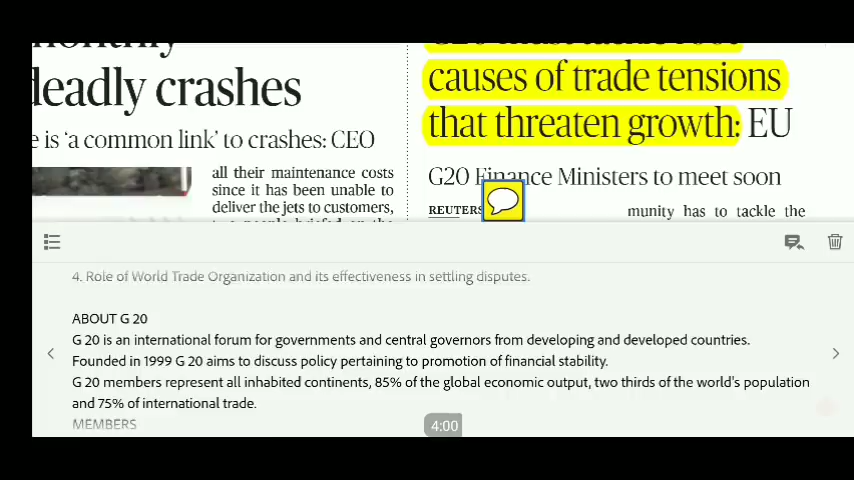 monthly
deadly crashes
e is ‘a common link’ to crashes: CEO
all their maintenance costs
since it has been unable to
deliver the jets to customers,
G20 must tackle root
causes of trade tensions
that threaten growth: EU
G20 Finance Ministers to meet soon
REUTERS
munity has to tackle the
4. Role of World Trade Organization and its effectiveness in settling disputes.
ABOUT G 20
G 20 is an international forum for governments and central governors from developing and developed countries.
Founded in 1999 G 20 aims to discuss policy pertaining to promotion of financial stability.
G 20 members represent all inhabited continents, 85% of the global economic output, two thirds of the world's population
and 75% of international trade.
MEMBERS
4:00